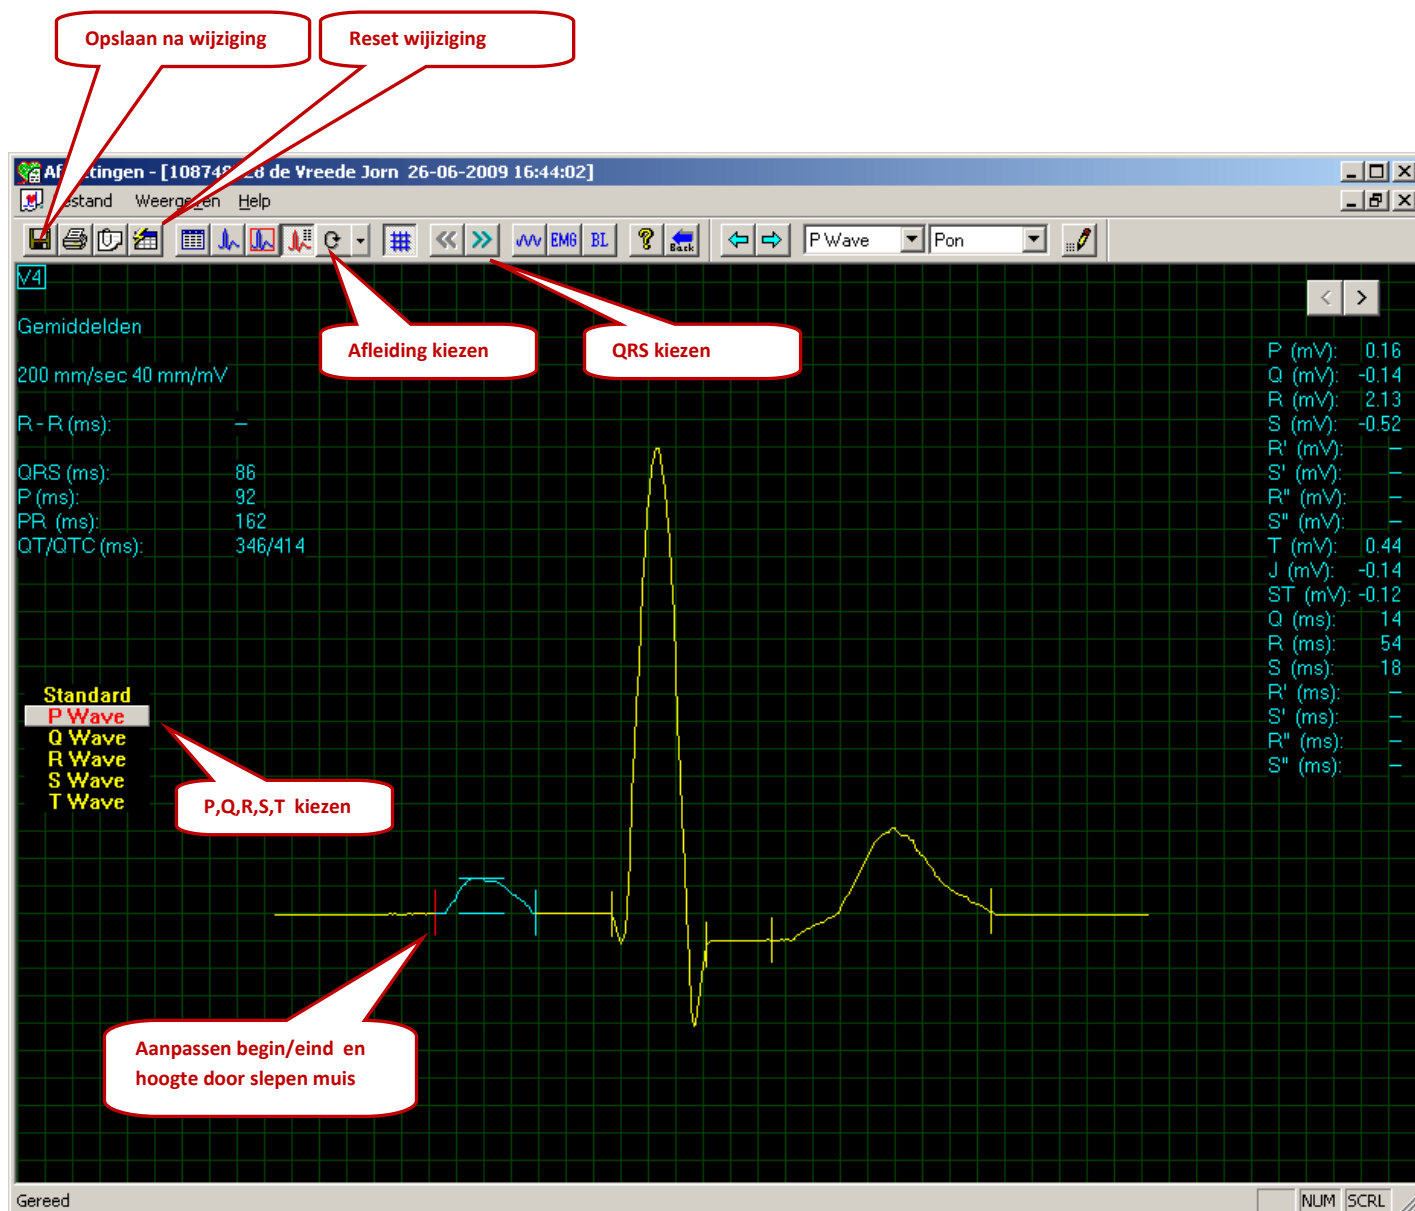 Opslaan na wijziging
Reset wijiziging
de Vreede Jorn 26-06-2009 16:44:02]
Help
EMG
BL
Back
P Wave
Pon
V4
Gemiddelden
200 mm/sec 40 mm/mV
R - R (ms): –
QRS (ms): 86
P (ms): 92
PR (ms): 162
QT/QTC (ms): 346/414
Afleiding kiezen
QRS kiezen
< >
P (mV): 0.16
Q (mV): -0.14
R (mV): 2.13
S (mV): -0.52
R' (mV): –
S' (mV): –
R" (mV): –
S" (mV): –
T (mV): 0.44
J (mV): -0.14
ST (mV): -0.12
Q (ms): 14
R (ms): 54
S (ms): 18
R' (ms): –
S' (ms): –
R" (ms): –
S" (ms): –
Standard
P Wave
Q Wave
R Wave
S Wave
T Wave
P,Q,R,S,T kiezen
Aanpassen begin/eind en
hoogte door slepen muis
Gereed
NUM
SCRL